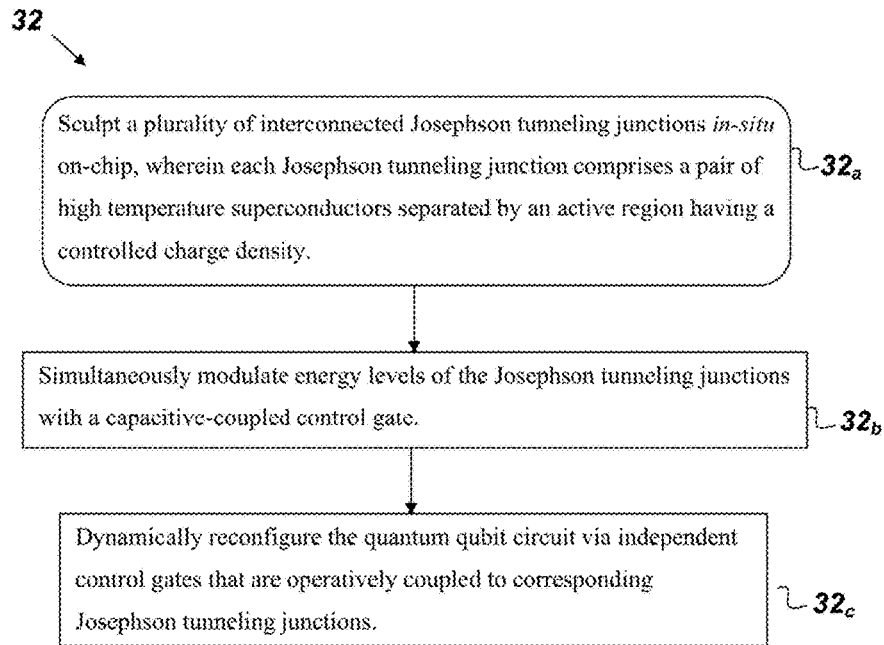 32
Sculpt a plurality of interconnected Josephson tunneling junctions in-situ
on-chip, wherein each Josephson tunneling junction comprises a pair of
high temperature superconductors separated by an active region having a
controlled charge density.
32a
Simultaneously modulate energy levels of the Josephson tunneling junctions
with a capacitive-coupled control gate.
32b
Dynamically reconfigure the quantum qubit circuit via independent
control gates that are operatively coupled to corresponding
Josephson tunneling junctions.
32c